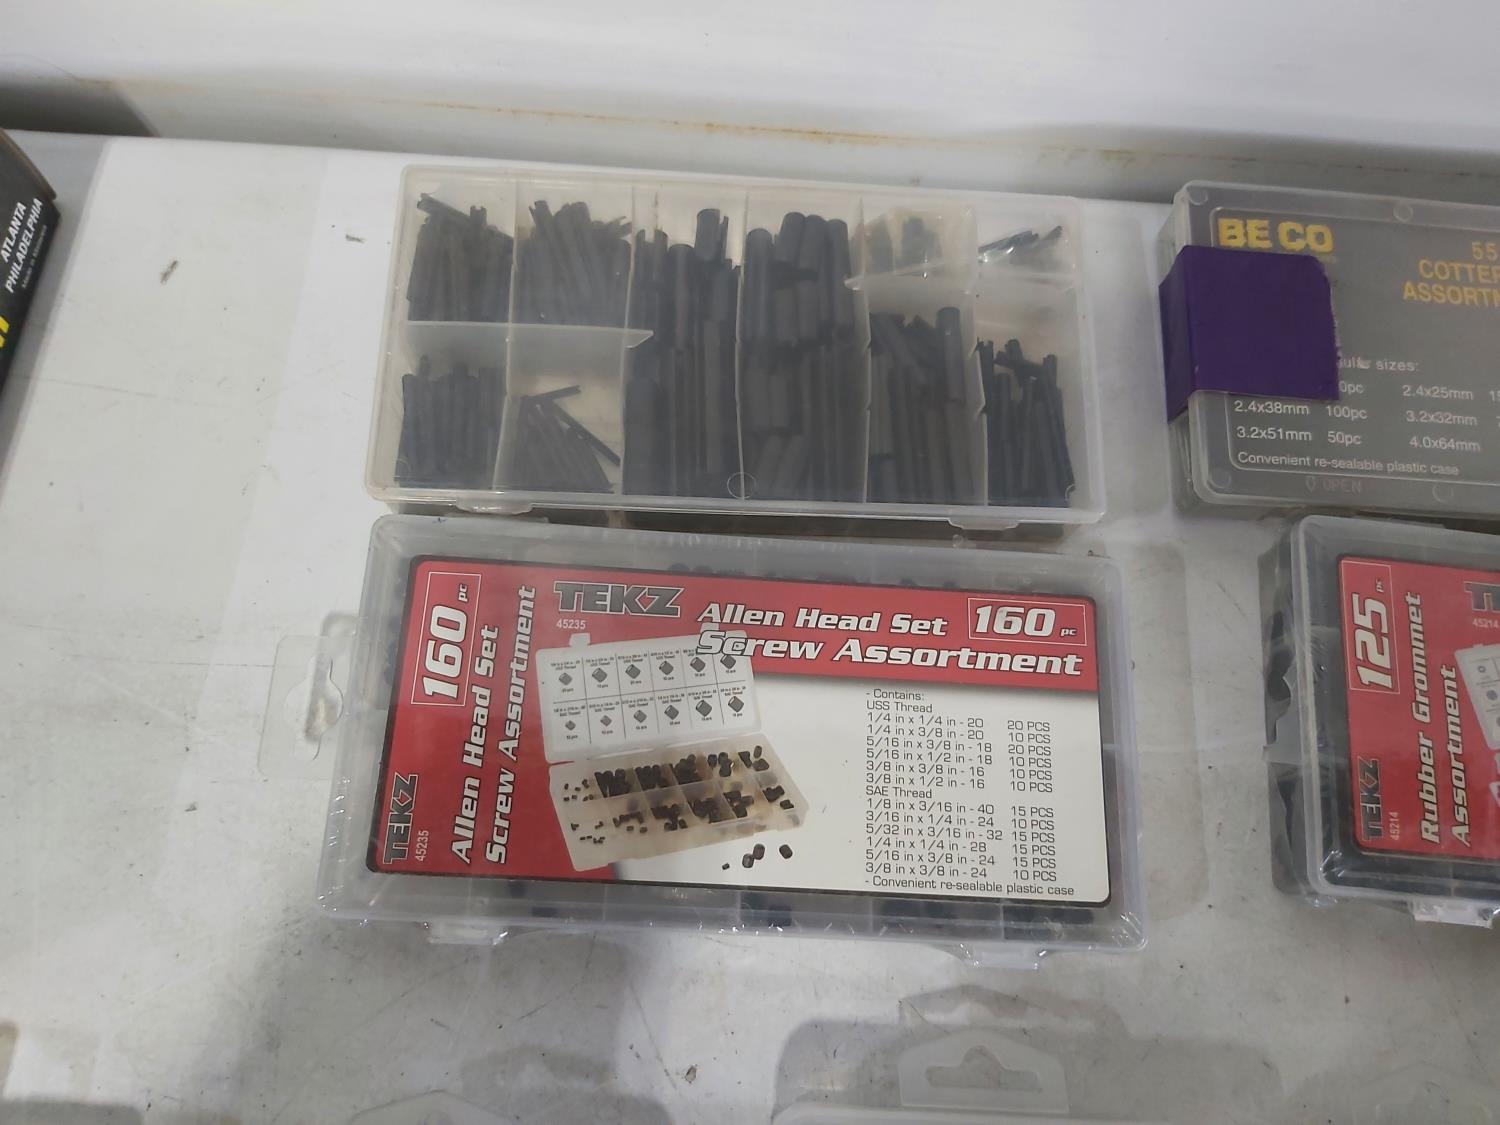 ATLANTA
PHILADELPHIA
BE CO
55
COTTER
ASSORTM
sizes:
0pc 2.4x25mm
2.4x38mm 100pc 3.2x32mm
3.2x51mm 50pc 4.0x64mm
Convenient re-sealable plastic case
OPEN
160 pc
Allen Head Set
Screw Assortment
TEKZ
45235
TEKZ
45235
Allen Head Set 160 pc
Screw Assortment
- Contains:
USS Thread
1/4 in x 1/4 in - 20 20 PCS
1/4 in x 3/8 in - 20 10 PCS
5/16 in x 3/8 in - 18 20 PCS
5/16 in x 1/2 in - 18 10 PCS
3/8 in x 3/8 in - 16 10 PCS
3/8 in x 1/2 in - 16 10 PCS
SAE Thread
1/8 in x 3/16 in - 40 15 PCS
3/16 in x 1/4 in - 24 10 PCS
5/32 in x 3/16 in - 32 15 PCS
1/4 in x 1/4 in - 28 15 PCS
5/16 in x 3/8 in - 24 15 PCS
3/8 in x 3/8 in - 24 10 PCS
- Convenient re-sealable plastic case
125 pc
Rubber Grommet
Assortment
TEKZ
45214
45214